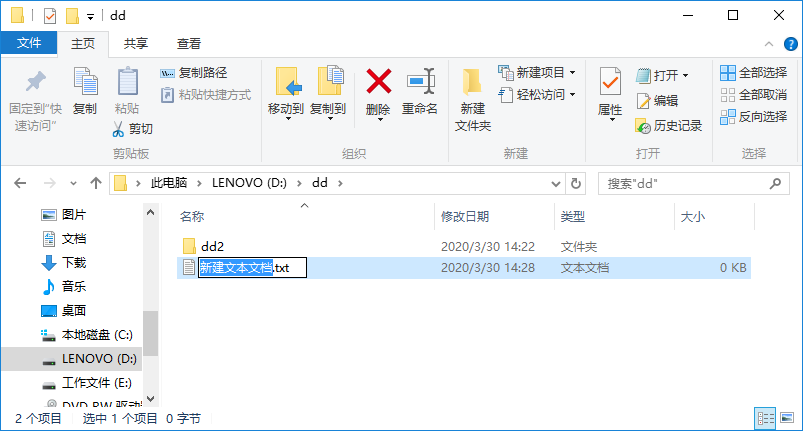 dd
文件 主页 共享 查看
固定到"快速访问"
复制
粘贴
复制路径
粘贴快捷方式
剪切
剪贴板
移动到 复制到 删除 重命名
组织
新建文件夹
新建项目
轻松访问
新建
属性
打开
编辑
历史记录
打开
全部选择
全部取消
反向选择
选择
此电脑 LENOVO (D:) dd
搜索"dd"
名称 修改日期 类型 大小
图片
文档
下载
音乐
桌面
本地磁盘 (C:)
LENOVO (D:)
工作文件 (E:)
DVD RW 驱动
dd2 2020/3/30 14:22 文件夹
新建文本文档.txt 2020/3/30 14:28 文本文档 0 KB
2 个项目 选中 1 个项目 0 字节